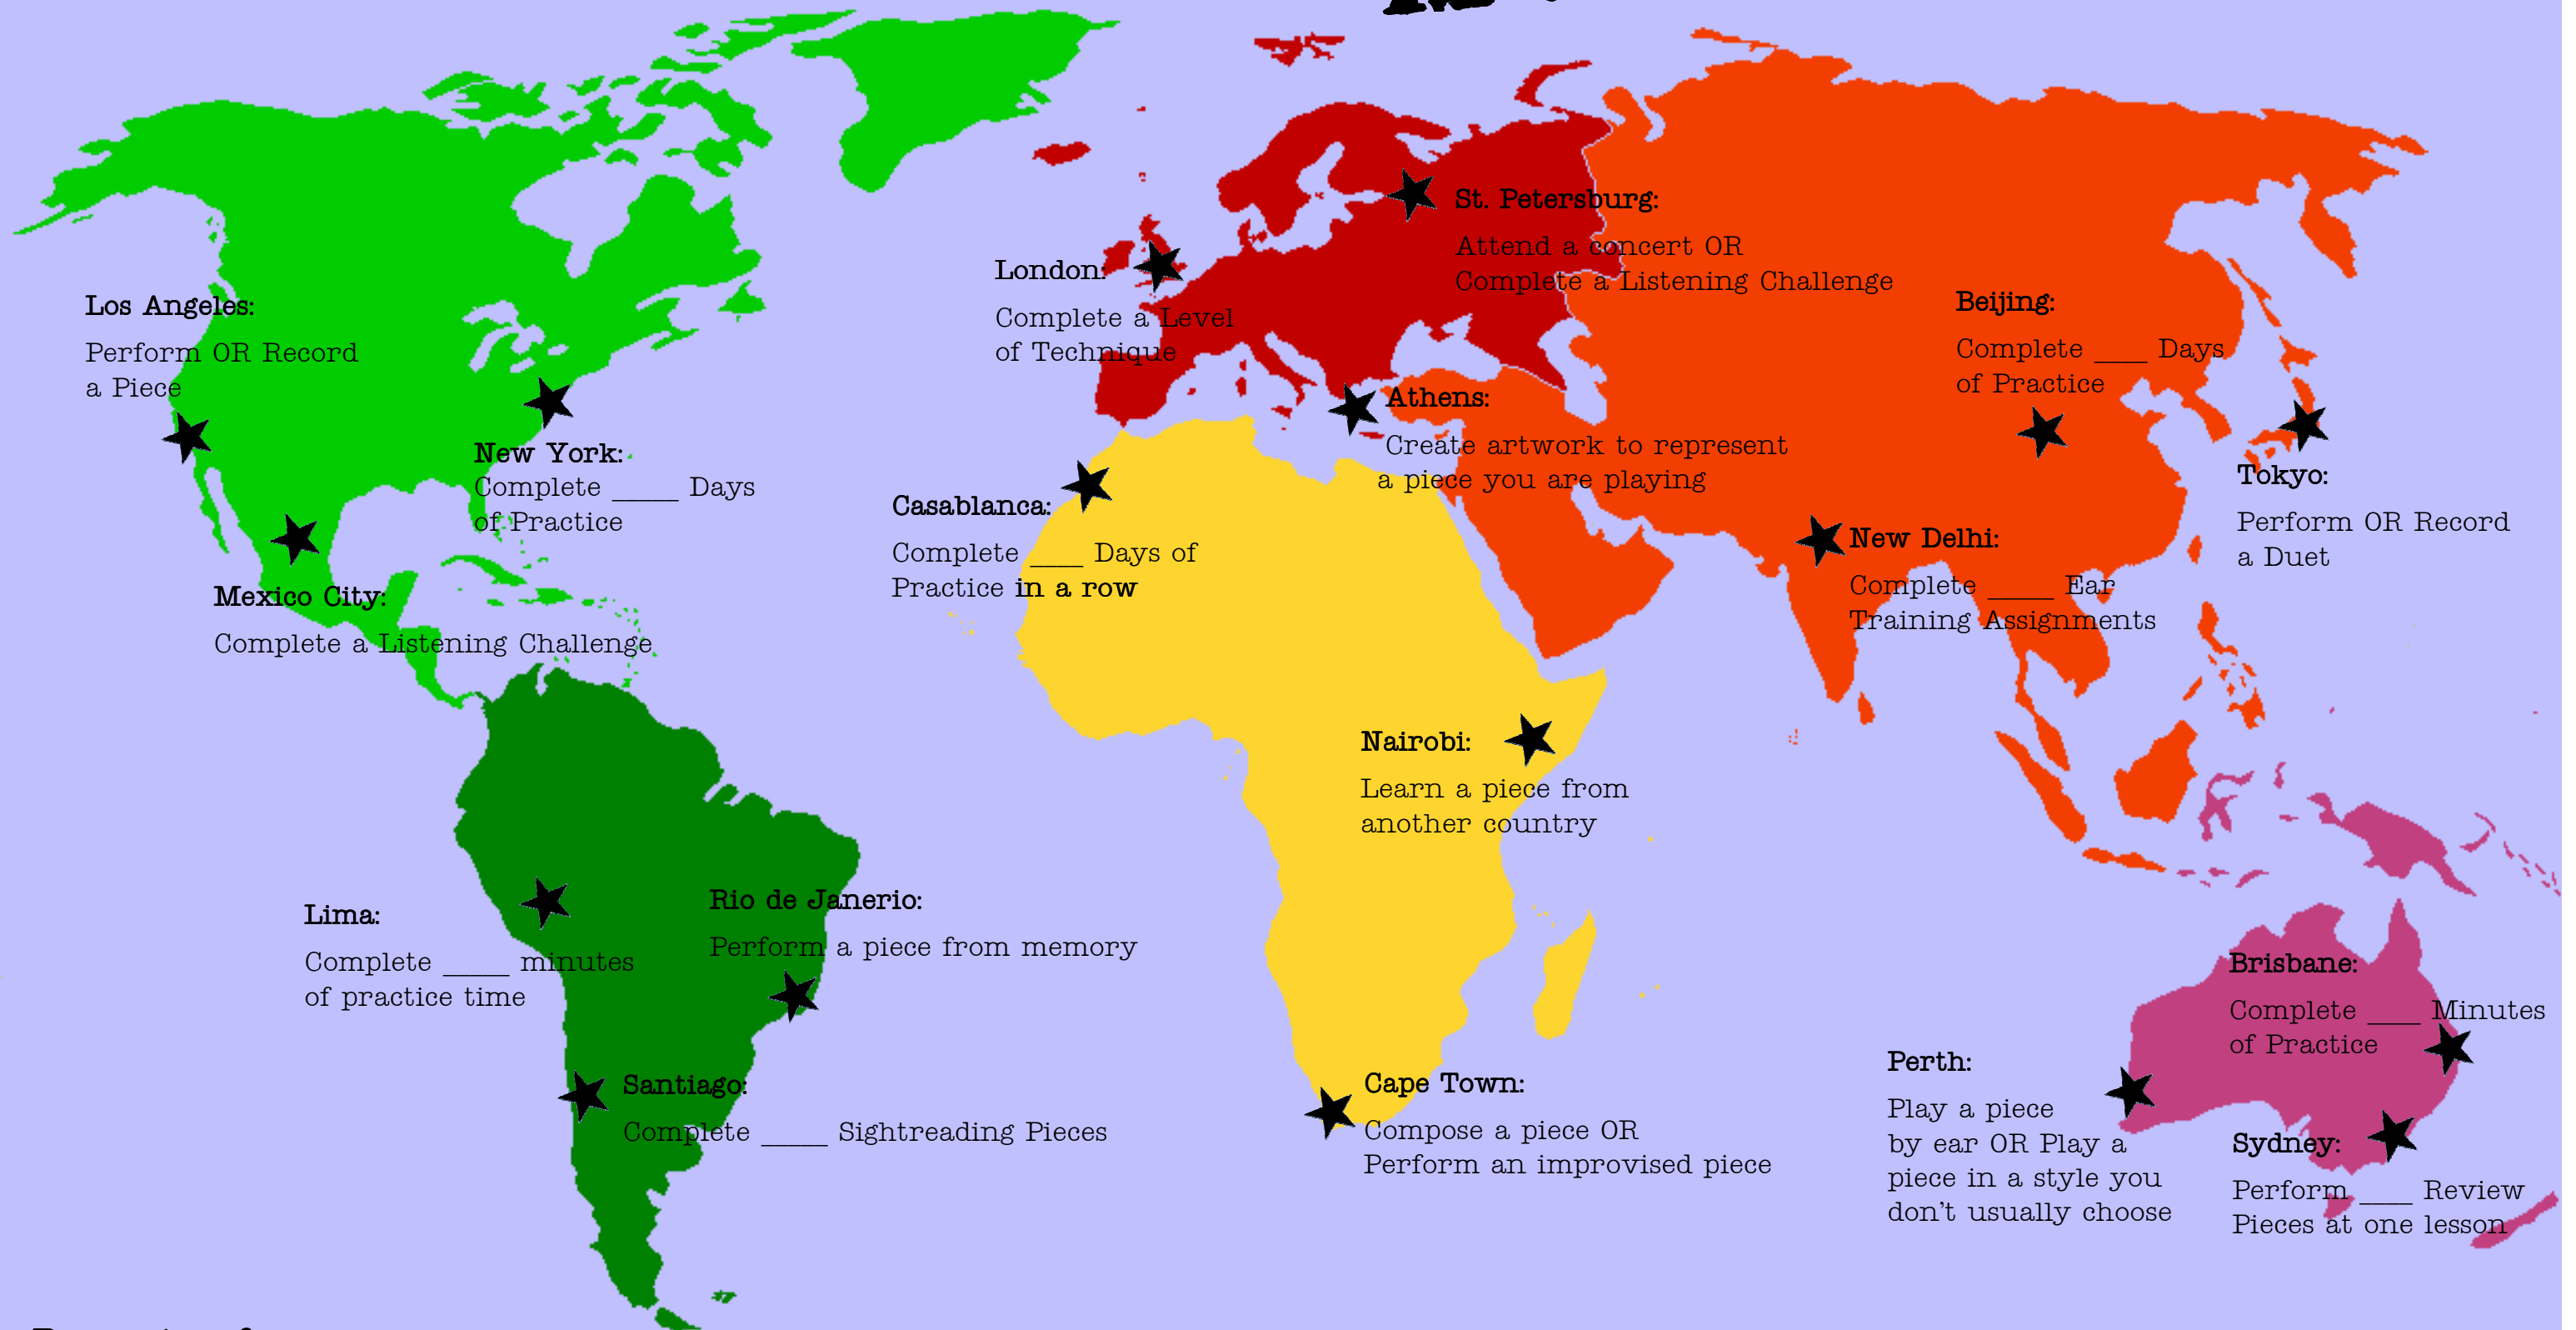 St. Petersburg:
Attend a concert OR
Complete a Listening Challenge
London:
Complete a Level
of Technique
Los Angeles:
Perform OR Record
a Piece
Beijing:
Complete ____ Days
of Practice
Athens:
Create artwork to represent
a piece you are playing
New York:
Complete _____ Days
of Practice
Casablanca:
Complete ____ Days of
Practice in a row
Tokyo:
Perform OR Record
a Duet
New Delhi:
Complete _____ Ear
Training Assignments
Mexico City:
Complete a Listening Challenge
Nairobi:
Learn a piece from
another country
Lima:
Complete _____ minutes
of practice time
Rio de Janerio:
Perform a piece from memory
Brisbane:
Complete ____ Minutes
of Practice
Santiago:
Complete _____ Sightreading Pieces
Cape Town:
Compose a piece OR
Perform an improvised piece
Perth:
Play a piece
by ear OR Play a
piece in a style you
don't usually choose
Sydney:
Perform ____ Review
Pieces at one lesson